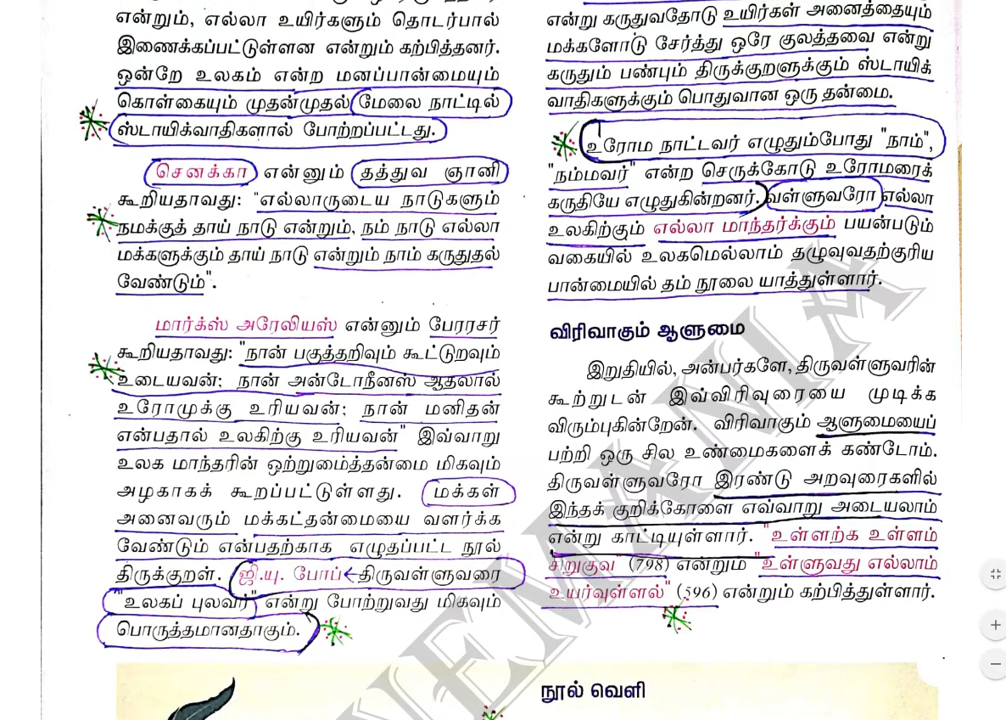 என்றும், எல்லா உயிர்களும் தொடர்பால்
இணைக்கப்பட்டுள்ளன என்றும் கற்பித்தனர்.
ஒன்றே உலகம் என்ற மனப்பான்மையும்
கொள்கையும் முதன்முதல் மேலை நாட்டில்
ஸ்டாயிக்வாதிகளால் போற்றப்பட்டது.
செனக்கா என்னும் தத்துவ ஞானி
கூறியதாவது: "எல்லாருடைய நாடுகளும்
நமக்குத் தாய் நாடு என்றும், நம் நாடு எல்லா
மக்களுக்கும் தாய் நாடு என்றும் நாம் கருதுதல்
வேண்டும்".
மார்க்ஸ் அரேலியஸ் என்னும் பேரரசர்
கூறியதாவது: "நான் பகுத்தறிவும் கூட்டுறவும்
உடையவன்; நான் அன்டோநீனஸ் ஆதலால்
உரோமுக்கு உரியவன்; நான் மனிதன்
என்பதால் உலகிற்கு உரியவன்" இவ்வாறு
உலக மாந்தரின் ஒற்றுமைத்தன்மை மிகவும்
அழகாகக் கூறப்பட்டுள்ளது. மக்கள்
அனைவரும் மக்கட்தன்மையை வளர்க்க
வேண்டும் என்பதற்காக எழுதப்பட்ட நூல்
திருக்குறள். ஜி.யு. போப் திருவள்ளுவரை
"உலகப் புலவர்" என்று போற்றுவது மிகவும்
பொருத்தமானதாகும்.
என்று கருதுவதோடு உயிர்கள் அனைத்தையும்
மக்களோடு சேர்த்து ஒரே குலத்தவை என்று
கருதும் பண்பும் திருக்குறளுக்கும் ஸ்டாயிக்
வாதிகளுக்கும் பொதுவான ஒரு தன்மை.
உரோம நாட்டவர் எழுதும்போது "நாம்",
"நம்மவர்" என்ற செருக்கோடு உரோமரைக்
கருதியே எழுதுகின்றனர். வள்ளுவரோ எல்லா
உலகிற்கும் எல்லா மாந்தர்க்கும் பயன்படும்
வகையில் உலகமெல்லாம் தழுவுவதற்குரிய
பான்மையில் தம் நூலை யாத்துள்ளார்.
விரிவாகும் ஆளுமை
இறுதியில், அன்பர்களே, திருவள்ளுவரின்
கூற்றுடன் இவ்விரிவுரையை முடிக்க
விரும்புகின்றேன். விரிவாகும் ஆளுமையைப்
பற்றி ஒரு சில உண்மைகளைக் கண்டோம்.
திருவள்ளுவரோ இரண்டு அறவுரைகளில்
இந்தக் குறிக்கோளை எவ்வாறு அடையலாம்
என்று காட்டியுள்ளார். "உள்ளற்க உள்ளம்
சிறுகுவ" (798) என்றும் "உள்ளுவது எல்லாம்
உயர்வுள்ளல்" (596) என்றும் கற்பித்துள்ளார்.
நூல் வெளி